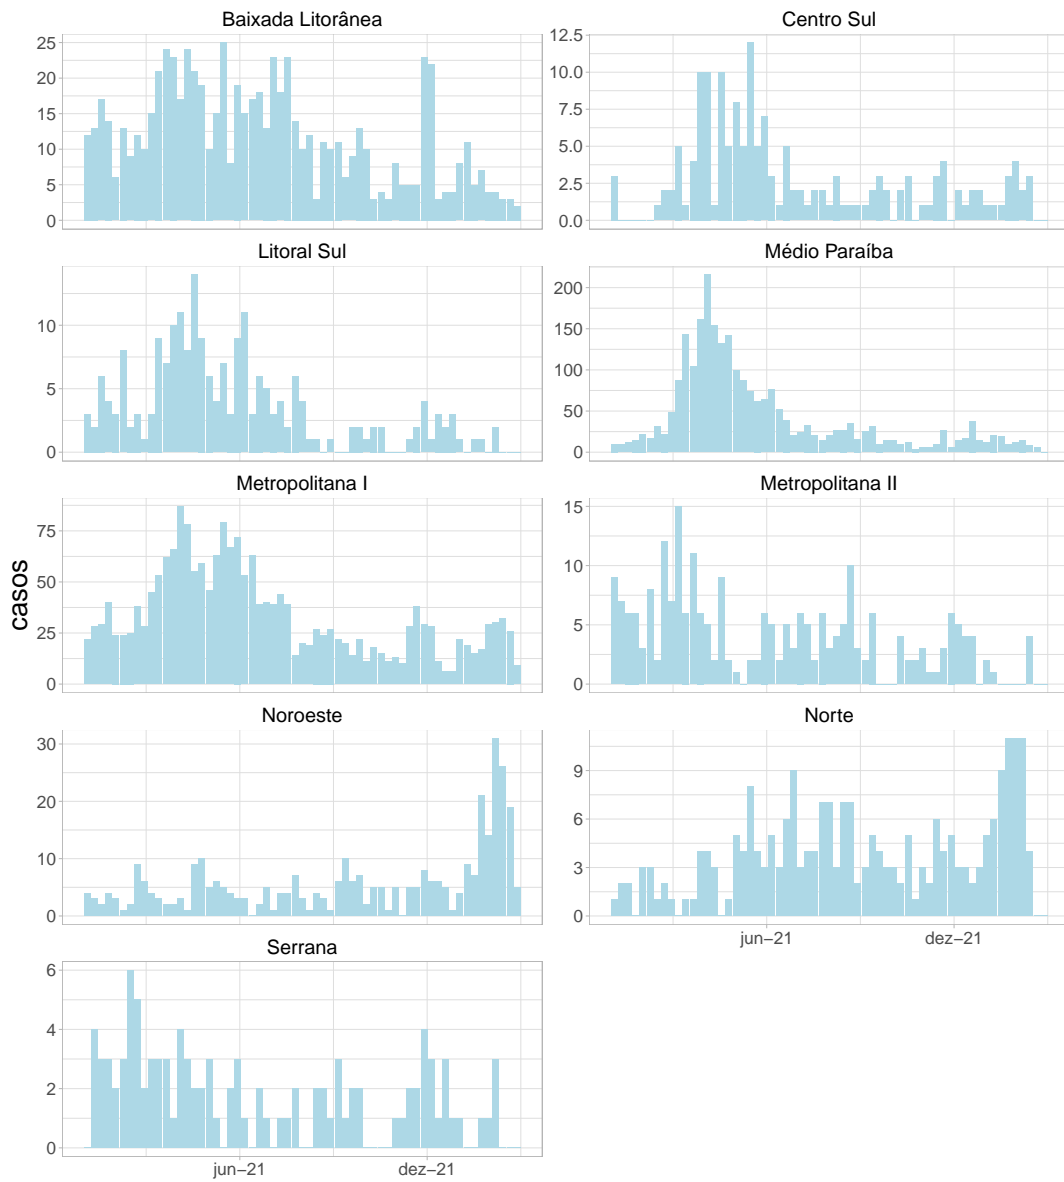 Baixada Litorânea
25
20
15
10
5
0
Centro Sul
12.5
10.0
7.5
5.0
2.5
0.0
Litoral Sul
10
5
0
Médio Paraíba
200
150
100
50
0
Metropolitana I
75
50
25
0
Metropolitana II
15
10
5
0
casos
Noroeste
30
20
10
0
Norte
9
6
3
0
jun−21
dez−21
Serrana
6
4
2
0
jun−21
dez−21